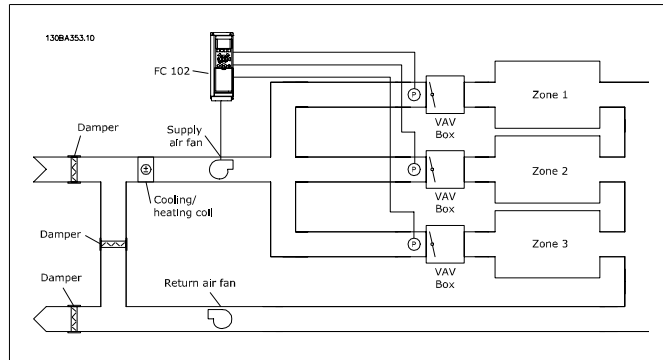 130BA353.10
FC 102
P
VAV
Box
Zone 1
Damper
Supply
air fan
P
VAV
Box
Zone 2
Cooling/
heating coil
Damper
P
VAV
Box
Zone 3
Damper
Return air fan